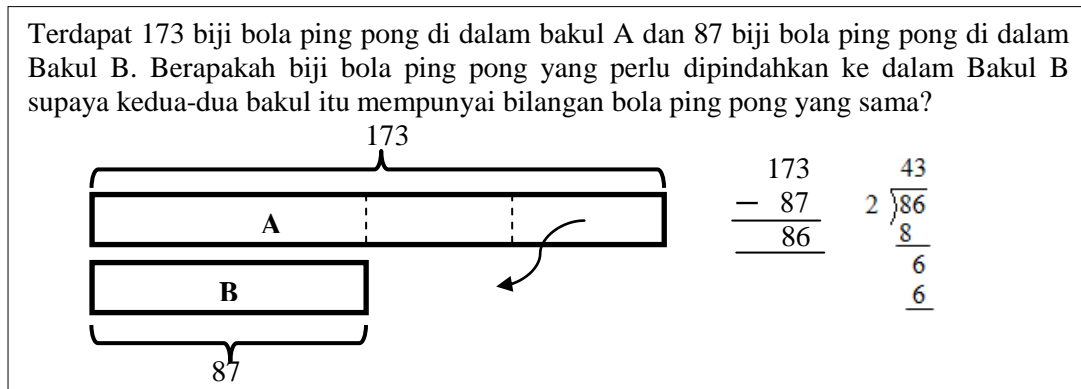 Terdapat 173 biji bola ping pong di dalam bakul A dan 87 biji bola ping pong di dalam
Bakul B. Berapakah biji bola ping pong yang perlu dipindahkan ke dalam Bakul B
supaya kedua-dua bakul itu mempunyai bilangan bola ping pong yang sama?
173
A
B
87
173
— 87
86
43
2 )86
8
6
6